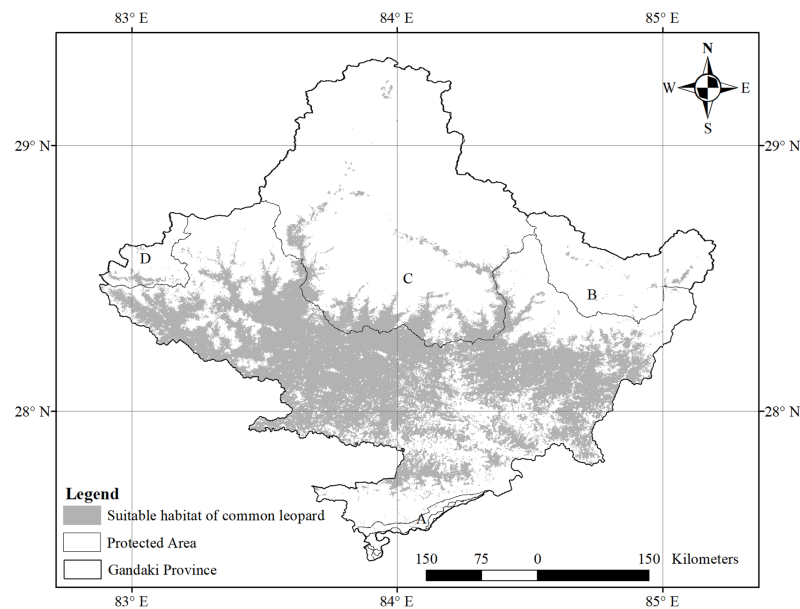 83° E 84° E 85° E
N
W E
S
29° N 29° N
D
C
B
28° N 28° N
A
Legend
Suitable habitat of common leopard
Protected Area
Gandaki Province
150 75 0 150 Kilometers
83° E 84° E 85° E